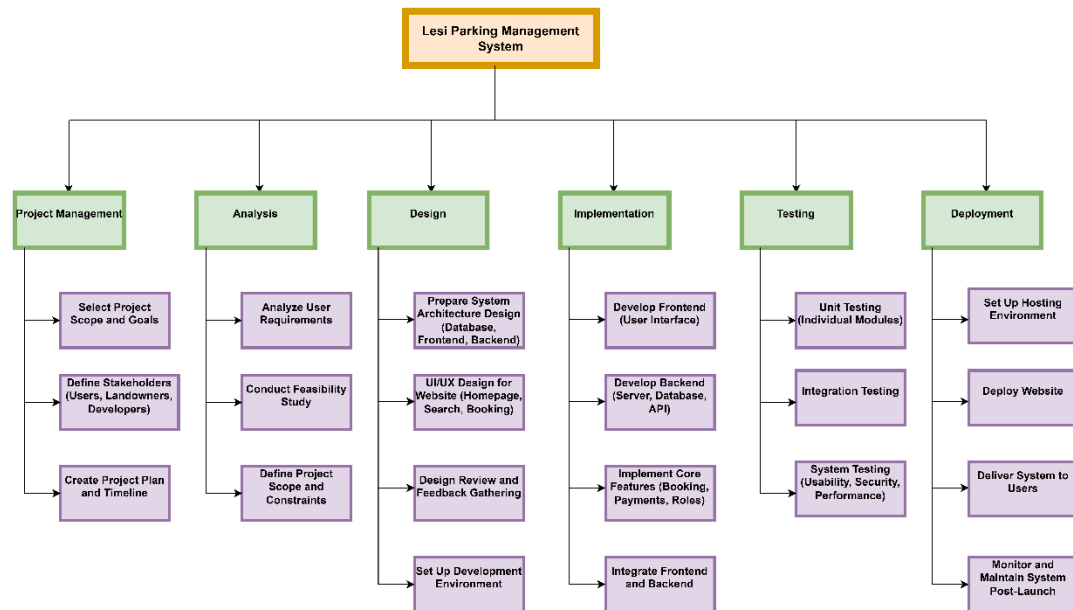 Lesi Parking Management
System
Project Management
Analysis
Design
Implementation
Testing
Deployment
Select Project
Scope and Goals
Define Stakeholders
(Users, Landowners,
Developers)
Create Project Plan
and Timeline
Analyze User
Requirements
Conduct Feasibility
Study
Define Project
Scope and
Constraints
Prepare System
Architecture Design
(Database,
Frontend, Backend)
UI/UX Design for
Website (Homepage,
Search, Booking)
Design Review and
Feedback Gathering
Set Up Development
Environment
Develop Frontend
(User Interface)
Develop Backend
(Server, Database,
API)
Implement Core
Features (Booking,
Payments, Roles)
Integrate Frontend
and Backend
Unit Testing
(Individual Modules)
Integration Testing
System Testing
(Usability, Security,
Performance)
Set Up Hosting
Environment
Deploy Website
Deliver System to
Users
Monitor and
Maintain System
Post-Launch